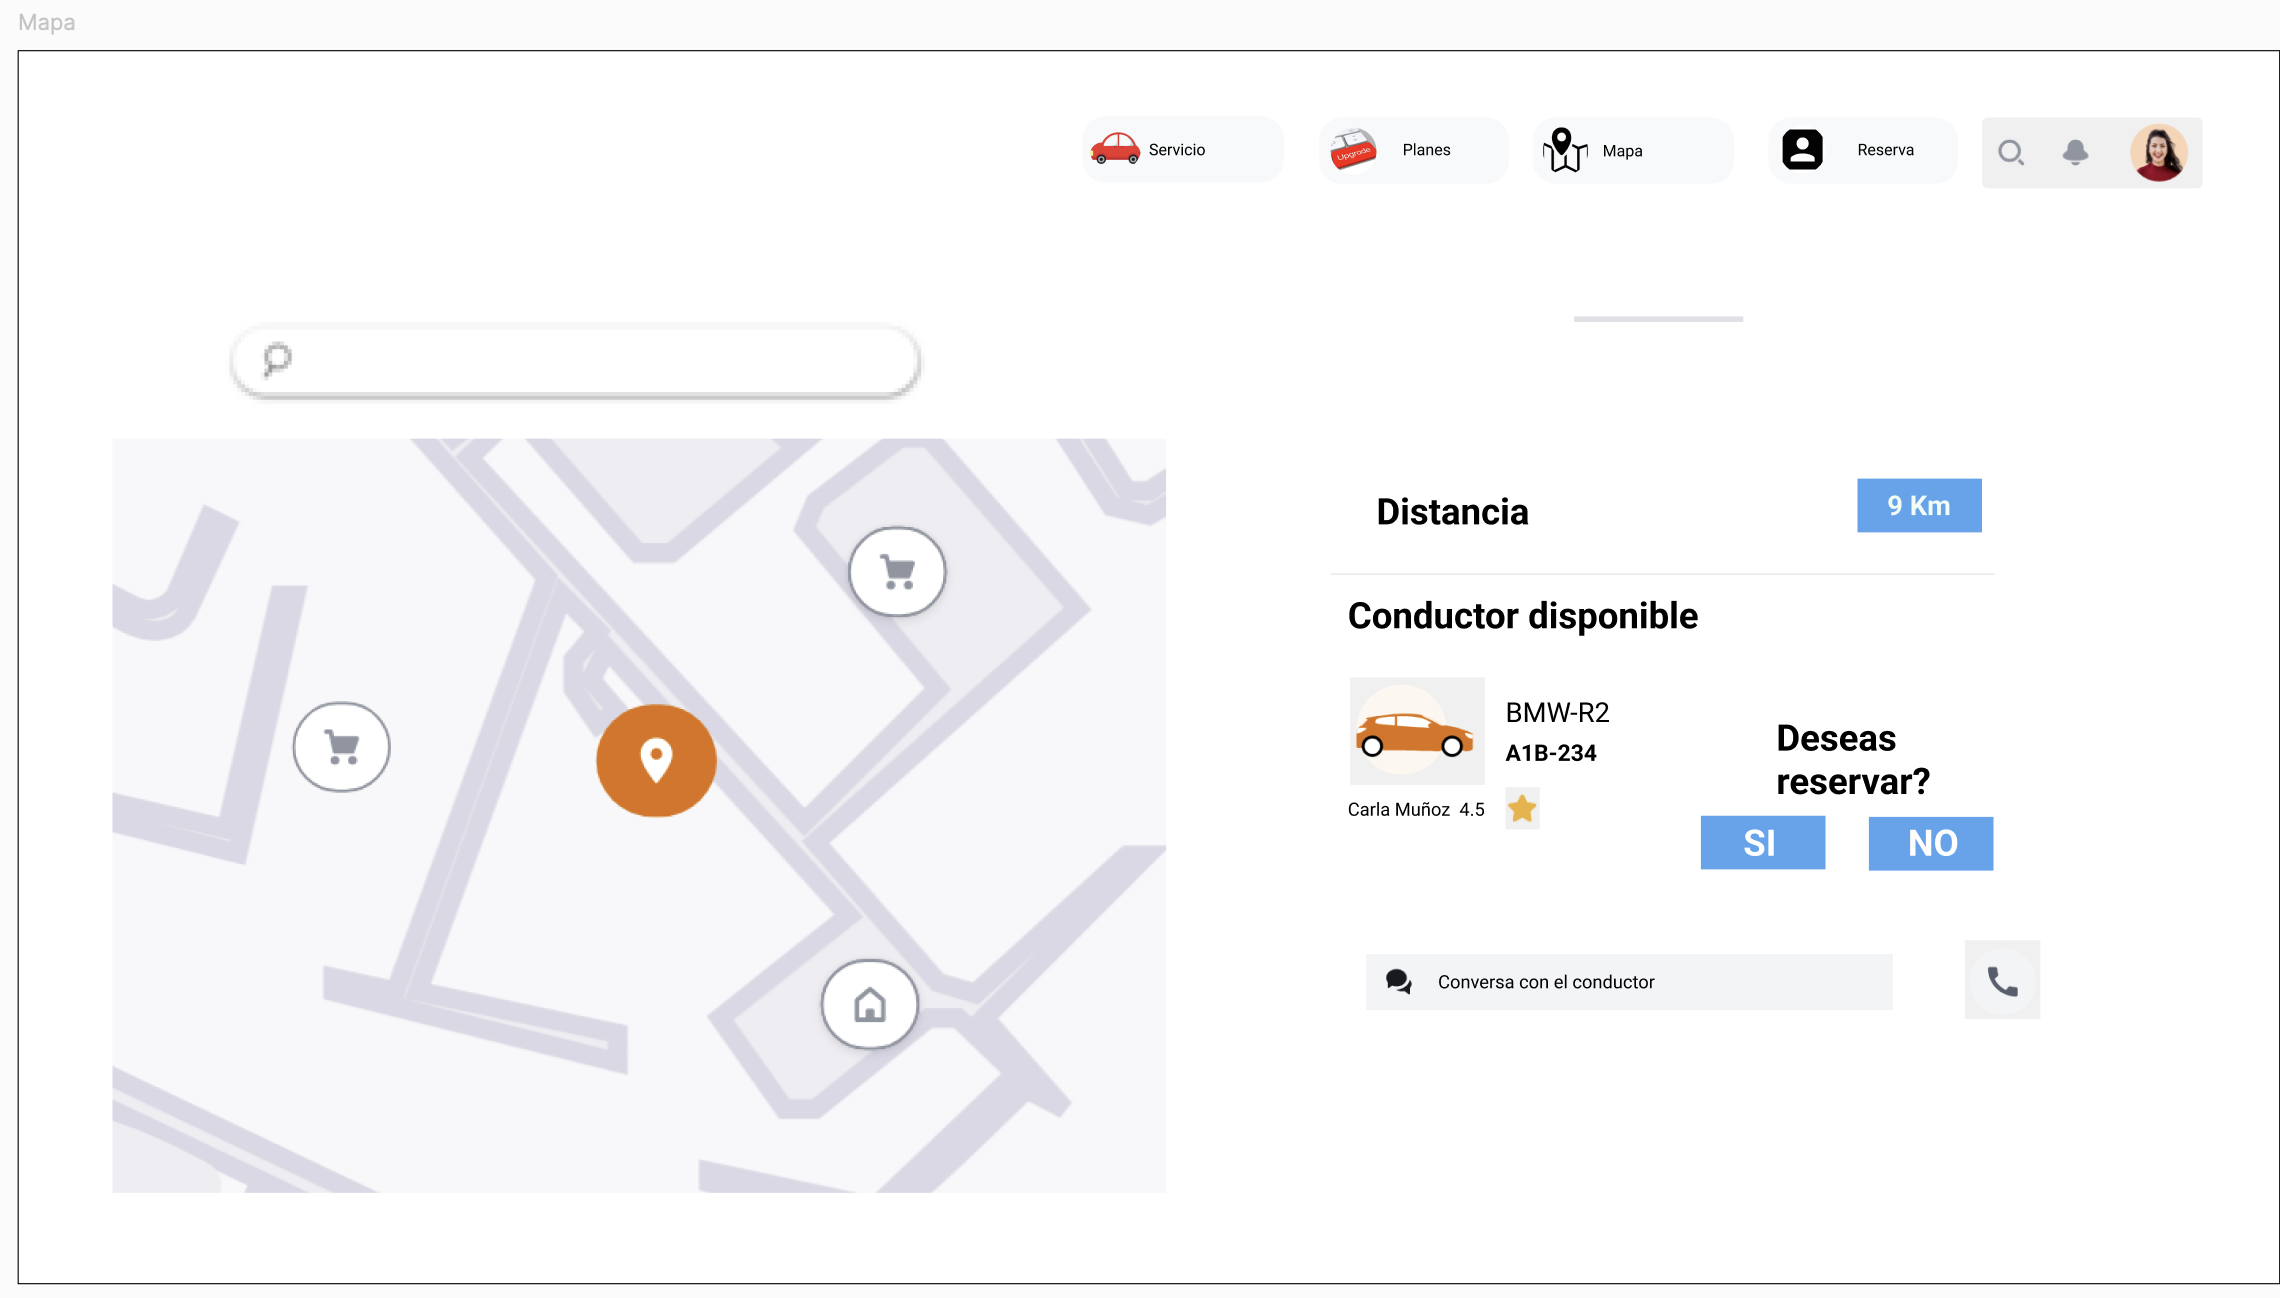 Mapa
Servicio
Upgrade
Planes
Mapa
Reserva
Distancia
9 Km
Conductor disponible
BMW-R2
A1B-234
Carla Muñoz 4.5
Deseas
reservar?
SI
NO
Conversa con el conductor